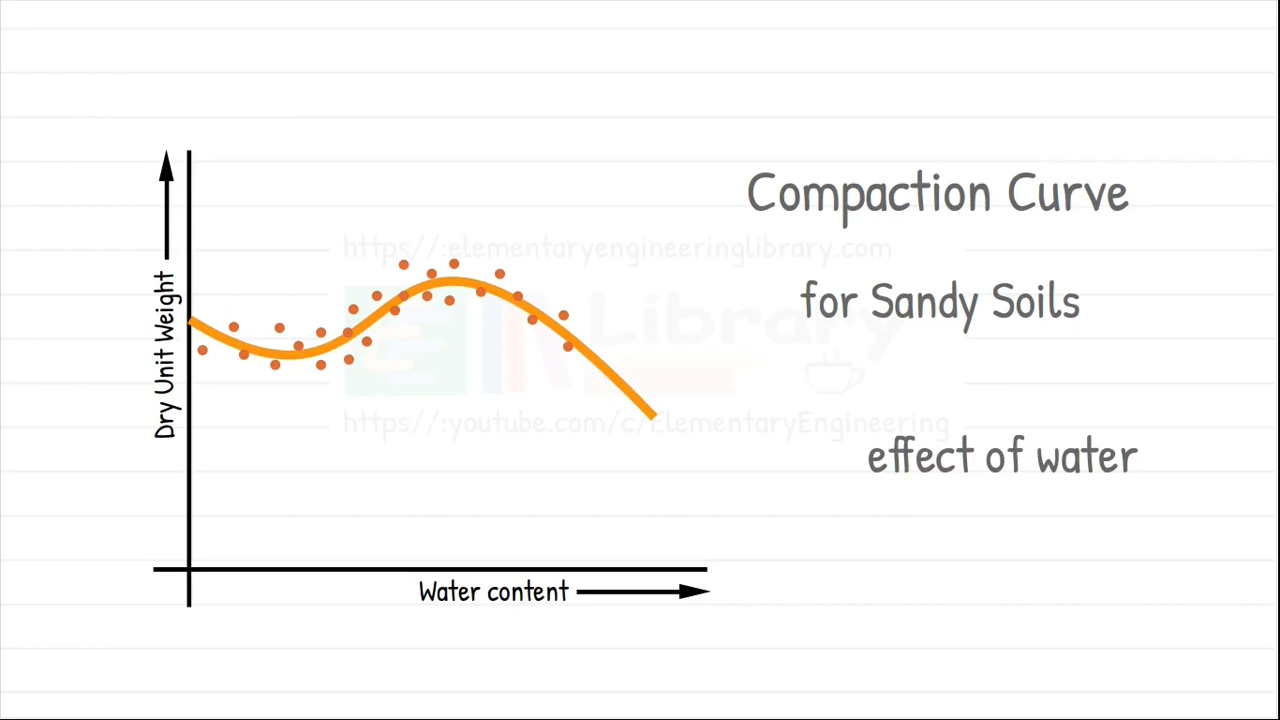 Compaction Curve
https//:elementaryengineeringlibrary.com
for Sandy Soils
Library
Dry Unit Weight
https//:youtube.com/c/ElementaryEngineering
effect of water
Water content